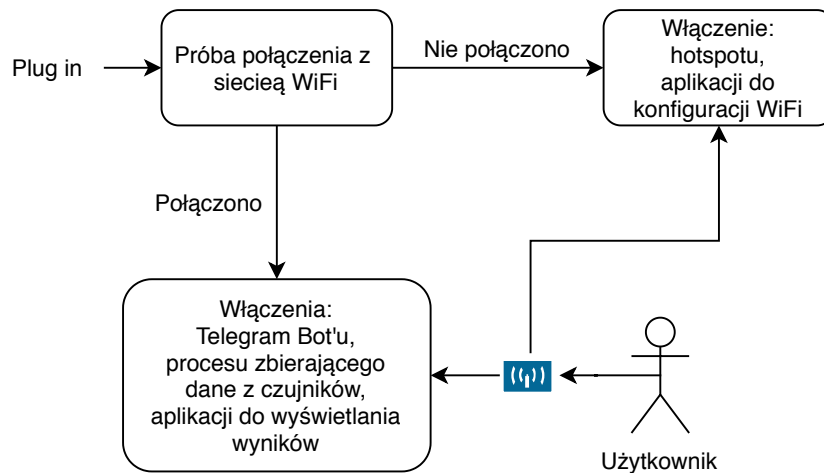 Plug in
Próba połączenia z
siecieą WiFi
Nie połączono
Włączenie:
hotspotu,
aplikacji do
konfiguracji WiFi
Połączono
Włączenia:
Telegram Bot'u,
procesu zbierającego
dane z czujników,
aplikacji do wyświetlania
wyników
Użytkownik